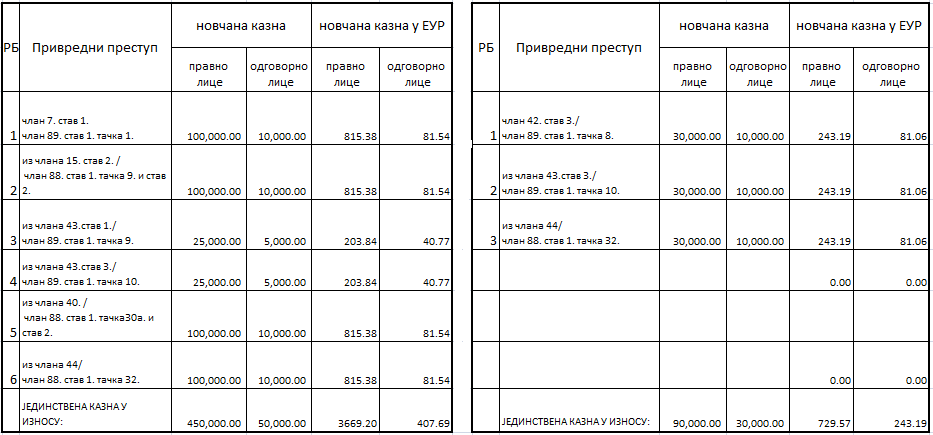 РБ Привредни преступ новчана казна новчана казна у ЕУР
правно лице одговорно лице правно лице одговорно лице
члан 7. став 1.
1 члан 89. став 1. тачка 1. 100,000.00 10,000.00 815.38 81.54
из члана 15. став 2. /
члан 88. став 1. тачка 9. и став
2 2. 100,000.00 10,000.00 815.38 81.54
из члана 43.став 1./
3 члан 89. став 1. тачка 9. 25,000.00 5,000.00 203.84 40.77
из члана 43.став 3./
4 члан 89. став 1. тачка 10. 25,000.00 5,000.00 203.84 40.77
из члана 40. /
члан 88. став 1. тачка30а. и
5 став 2. 100,000.00 10,000.00 815.38 81.54
из члана 44/
6 члан 88. став 1. тачка 32. 100,000.00 10,000.00 815.38 81.54
ЈЕДИНСТВЕНА КАЗНА У
ИЗНОСУ: 450,000.00 50,000.00 3669.20 407.69
РБ Привредни преступ новчана казна новчана казна у ЕУР
правно лице одговорно лице правно лице одговорно лице
члан 42. став 3./
1 члан 89. став 1. тачка 8. 30,000.00 10,000.00 243.19 81.06
из члана 43.став 3./
2 члан 89. став 1. тачка 10. 30,000.00 10,000.00 243.19 81.06
из члана 44/
3 члан 88. став 1. тачка 32. 30,000.00 10,000.00 243.19 81.06
0.00 0.00
0.00 0.00
ЈЕДИНСТВЕНА КАЗНА У ИЗНОСУ: 90,000.00 30,000.00 729.57 243.19